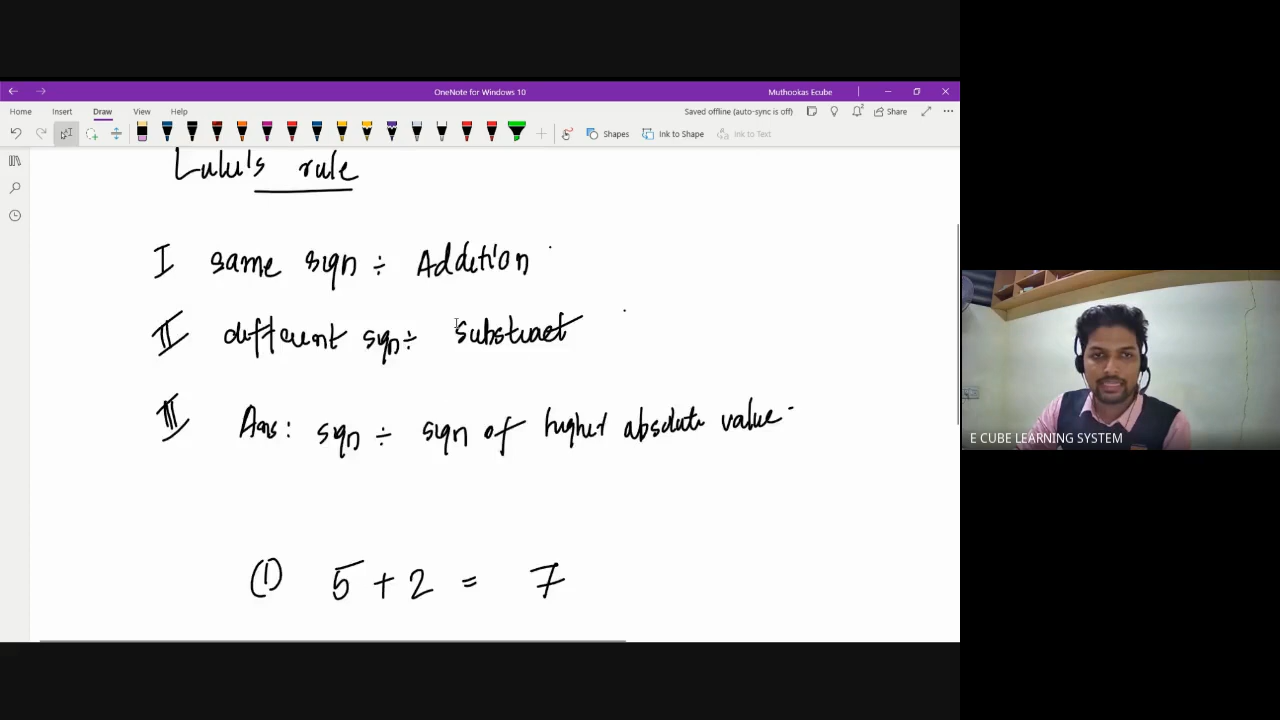 OneNote for Windows 10
Muthookas Ecube
Home Insert Draw View Help
Saved offline (auto-sync is off)
Share
Shapes
Ink to Shape
Ink to Text
Lulu's rule
I same sign ÷ Addition
II different sign ÷ substract
III Ans: sign ÷ sign of higher absolute value
(1) 5 + 2 = 7
E CUBE LEARNING SYSTEM